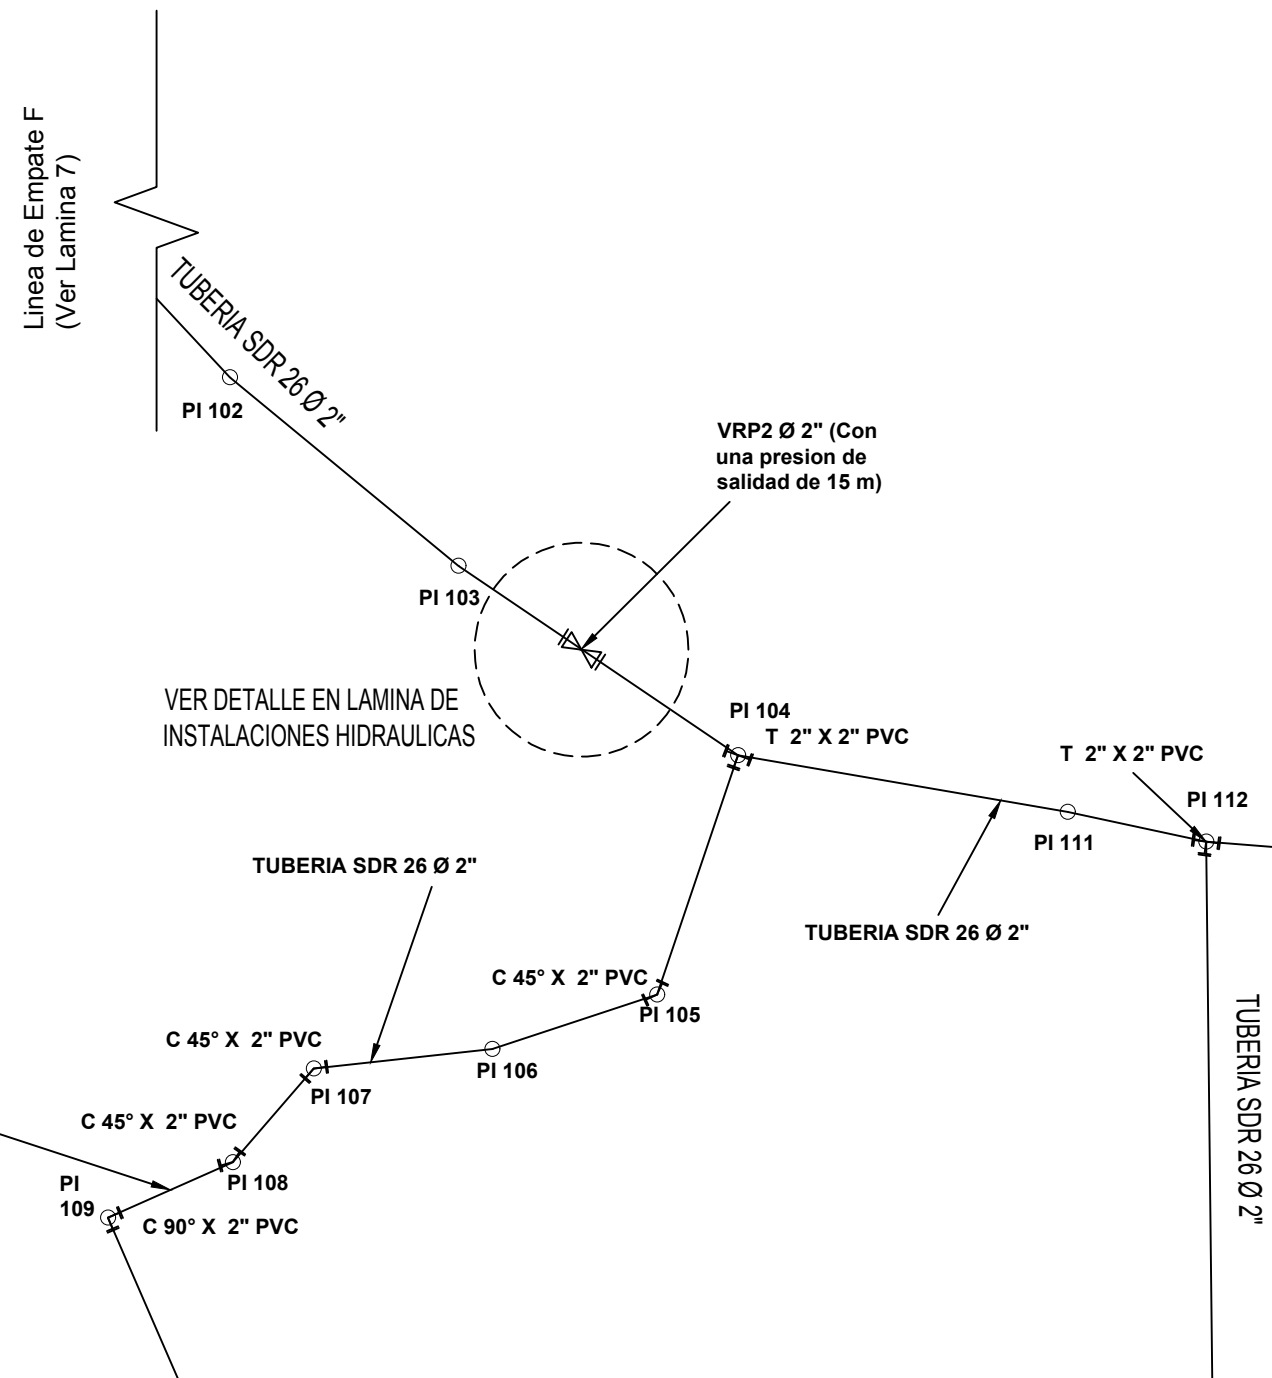 Linea de Empate F
(Ver Lamina 7)
TUBERIA SDR 26 Ø 2"
PI 102
VRP2 Ø 2" (Con
una presion de
salidad de 15 m)
PI 103
VER DETALLE EN LAMINA DE
INSTALACIONES HIDRAULICAS
PI 104
T 2" X 2" PVC
T 2" X 2" PVC
PI 112
PI 111
TUBERIA SDR 26 Ø 2"
TUBERIA SDR 26 Ø 2"
C 45° X 2" PVC
PI 105
TUBERIA SDR 26 Ø 2"
C 45° X 2" PVC
PI 106
PI 107
C 45° X 2" PVC
PI 108
PI
109
C 90° X 2" PVC